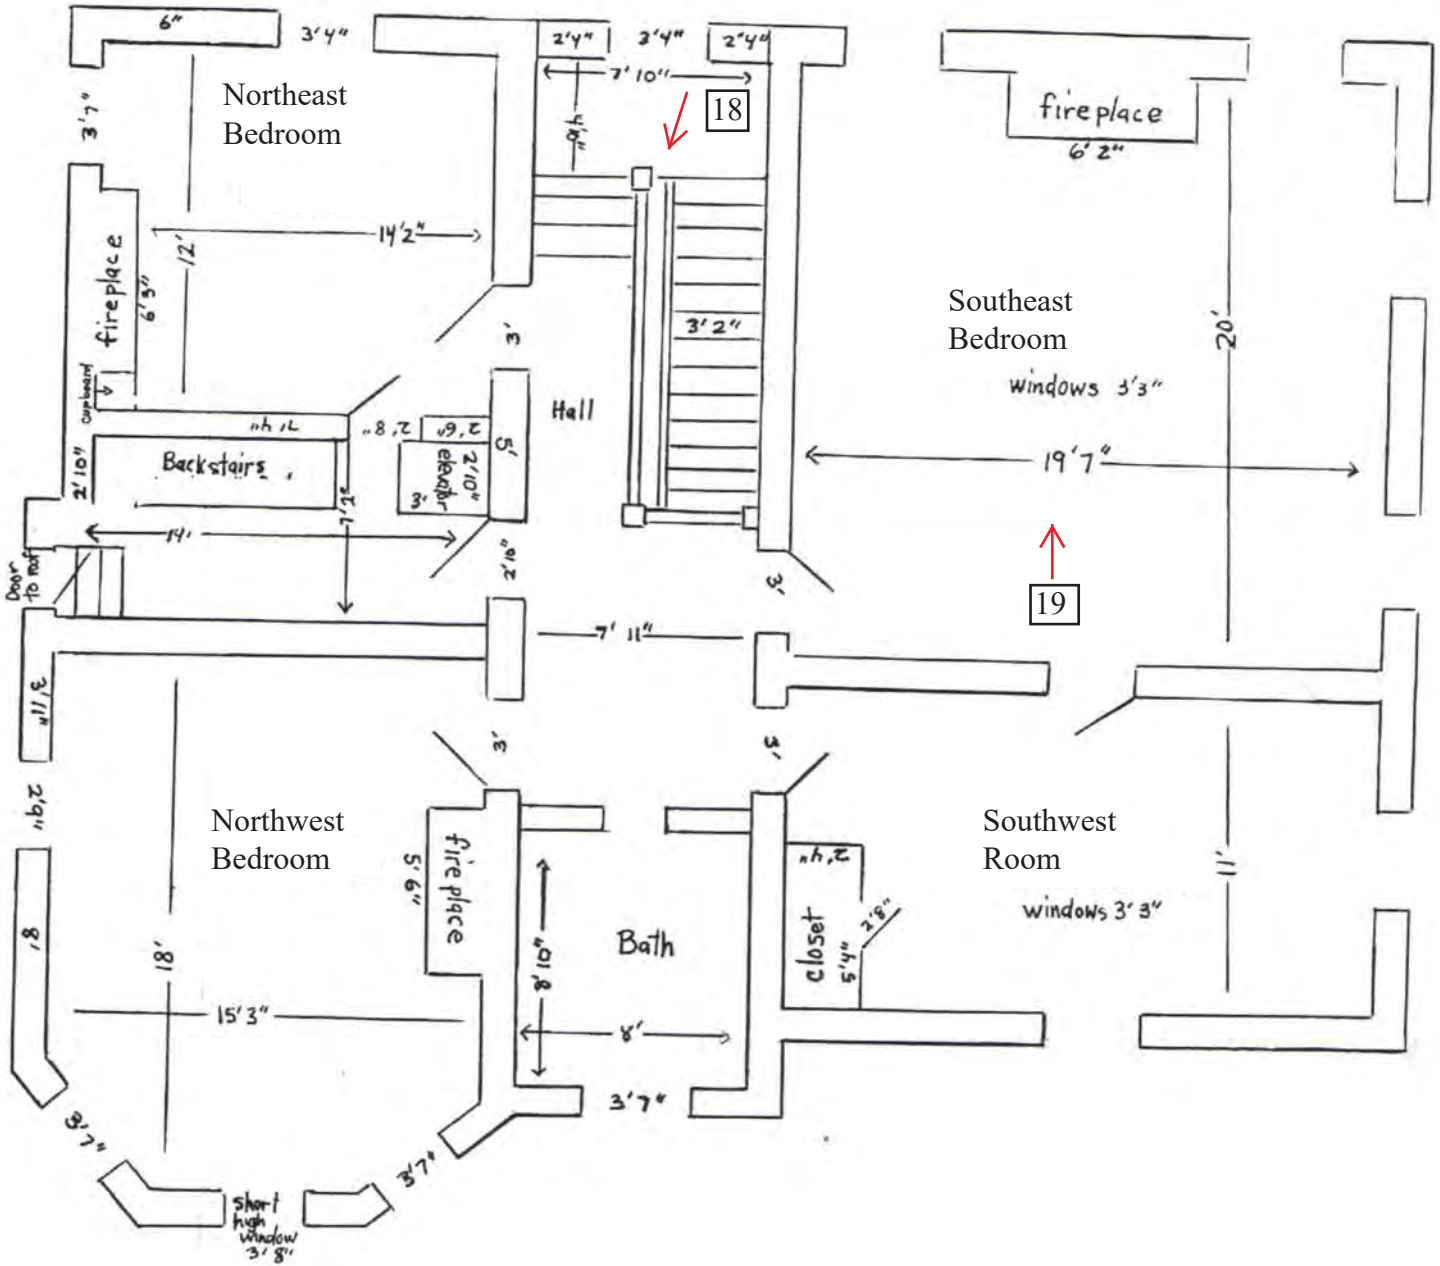 6"
3'4"
2'4"
3'4"
2'4"
7'10"
18
4'6"
Northeast
Bedroom
3'7"
fireplace
6'2"
14'2"
12'
fireplace
6'3"
3'
3'2"
Southeast
Bedroom
windows 3'3"
20'
cupboard
Hall
7'4"
2'8"
2'6"
5'
Backstairs
elevator
2'10"
3'
2'10"
7'2"
19'7"
14'
2'10"
Door
to roof
3'
19
7'11"
3'11"
3'
3'
2'9"
Northwest
Bedroom
fireplace
5'6"
Southwest
Room
windows 3'3"
11'
2'4"
closet
5'4"
2'8"
8'
18'
8'10"
Bath
15'3"
8'
3'7"
3'7"
3'7"
short
high
window
3'8"